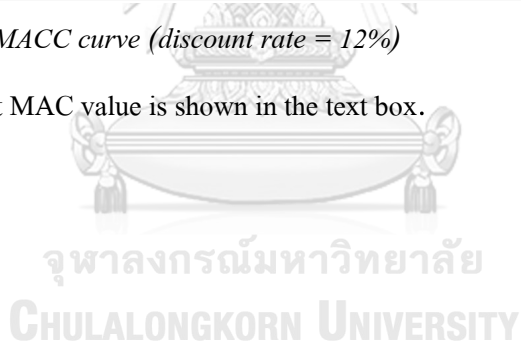 MACC curve (discount rate = 12%)
t MAC value is shown in the text box.
จุฬาลงกรณ์มหาวิทยาลัย
CHULALONGKORN UNIVERSITY